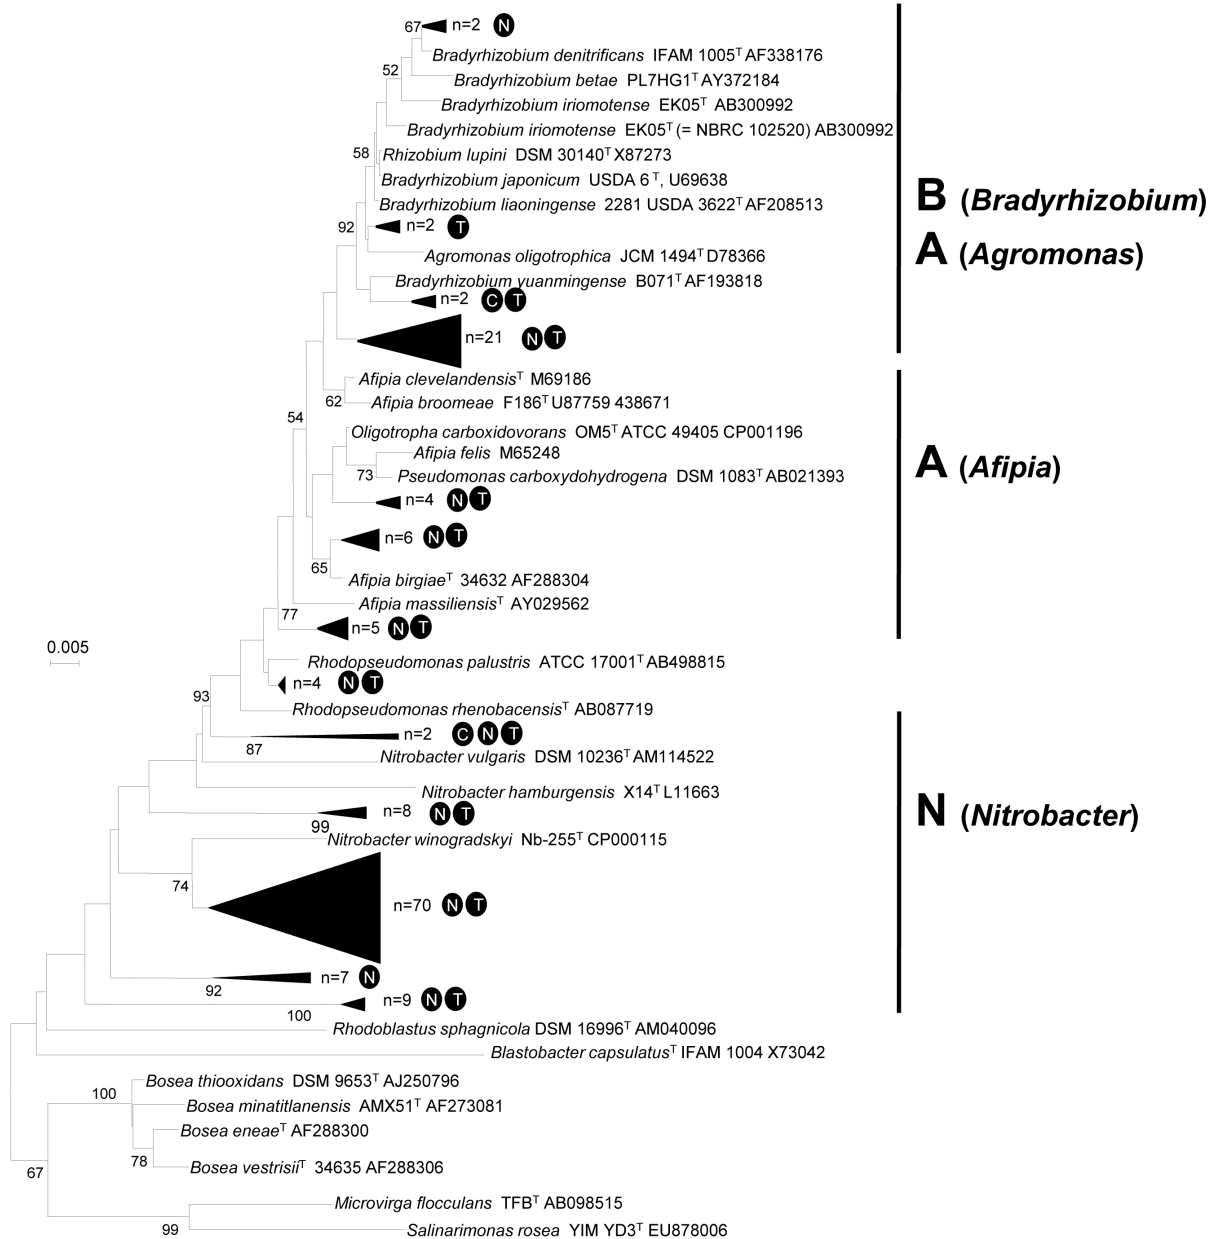 67 n=2 N
Bradyrhizobium denitrificans IFAM 1005T AF338176
52
Bradyrhizobium betae PL7HG1T AY372184
Bradyrhizobium iriomotense EK05T AB300992
Bradyrhizobium iriomotense EK05T (= NBRC 102520) AB300992
58
Rhizobium lupini DSM 30140T X87273
Bradyrhizobium japonicum USDA 6 T, U69638
Bradyrhizobium liaoningense 2281 USDA 3622T AF208513
B (Bradyrhizobium)
92 n=2 T
Agromonas oligotrophica JCM 1494T D78366
A (Agromonas)
Bradyrhizobium yuanmingense B071T AF193818
n=2 C T
n=21 N T
Afipia clevelandensisT M69186
62 Afipia broomeae F186T U87759 438671
54
Oligotropha carboxidovorans OM5T ATCC 49405 CP001196
Afipia felis M65248
A (Afipia)
73 Pseudomonas carboxydohydrogena DSM 1083T AB021393
n=4 N T
n=6 N T
65
Afipia birgiaeT 34632 AF288304
Afipia massiliensisT AY029562
77
n=5 N T
0.005
Rhodopseudomonas palustris ATCC 17001T AB498815
n=4 N T
93
Rhodopseudomonas rhenobacensisT AB087719
n=2 C N T
87
Nitrobacter vulgaris DSM 10236T AM114522
Nitrobacter hamburgensis X14T L11663
N (Nitrobacter)
n=8 N T
99
Nitrobacter winogradskyi Nb-255T CP000115
74
n=70 N T
n=7 N
92
n=9 N T
100
Rhodoblastus sphagnicola DSM 16996T AM040096
Blastobacter capsulatusT IFAM 1004 X73042
Bosea thiooxidans DSM 9653T AJ250796
100
Bosea minatitlanensis AMX51T AF273081
Bosea eneaeT AF288300
78
Bosea vestrisiiT 34635 AF288306
67
Microvirga flocculans TFBT AB098515
99 Salinarimonas rosea YIM YD3T EU878006